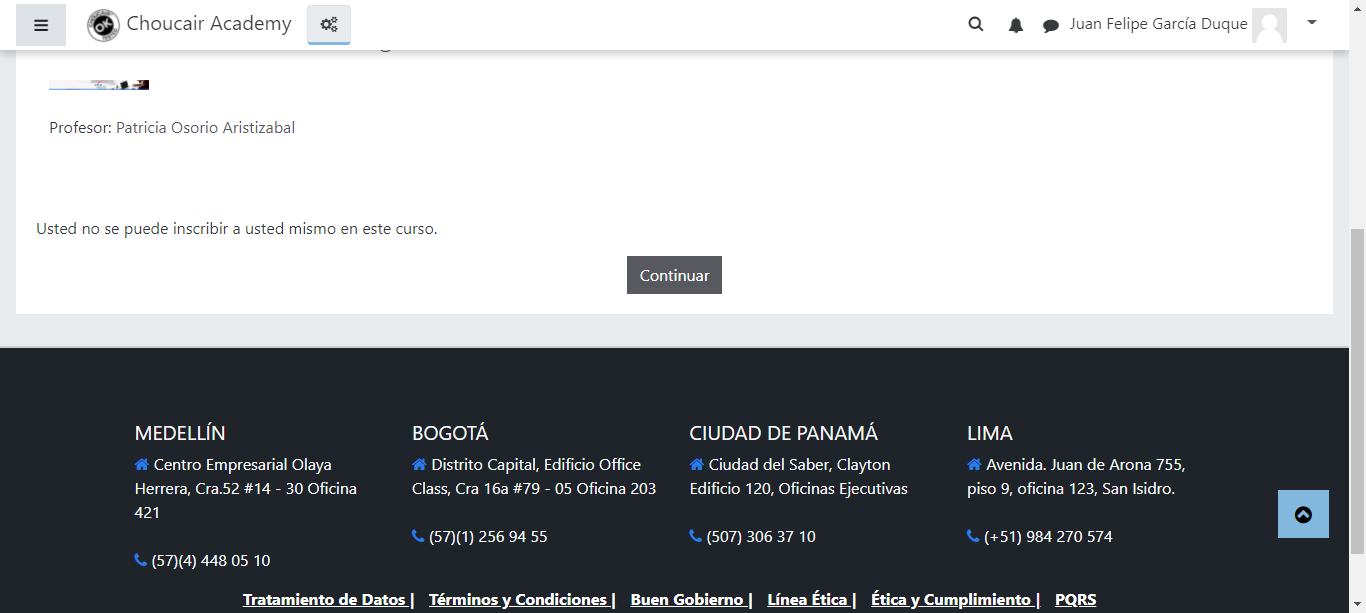 Choucair Academy
Juan Felipe García Duque
Profesor: Patricia Osorio Aristizabal
Usted no se puede inscribir a usted mismo en este curso.
Continuar
MEDELLÍN
Centro Empresarial Olaya
Herrera, Cra.52 #14 - 30 Oficina
421
(57)(4) 448 05 10
BOGOTÁ
Distrito Capital, Edificio Office
Class, Cra 16a #79 - 05 Oficina 203
(57)(1) 256 94 55
CIUDAD DE PANAMÁ
Ciudad del Saber, Clayton
Edificio 120, Oficinas Ejecutivas
(507) 306 37 10
LIMA
Avenida. Juan de Arona 755,
piso 9, oficina 123, San Isidro.
(+51) 984 270 574
Tratamiento de Datos | Términos y Condiciones | Buen Gobierno | Línea Ética | Ética y Cumplimiento | PQRS